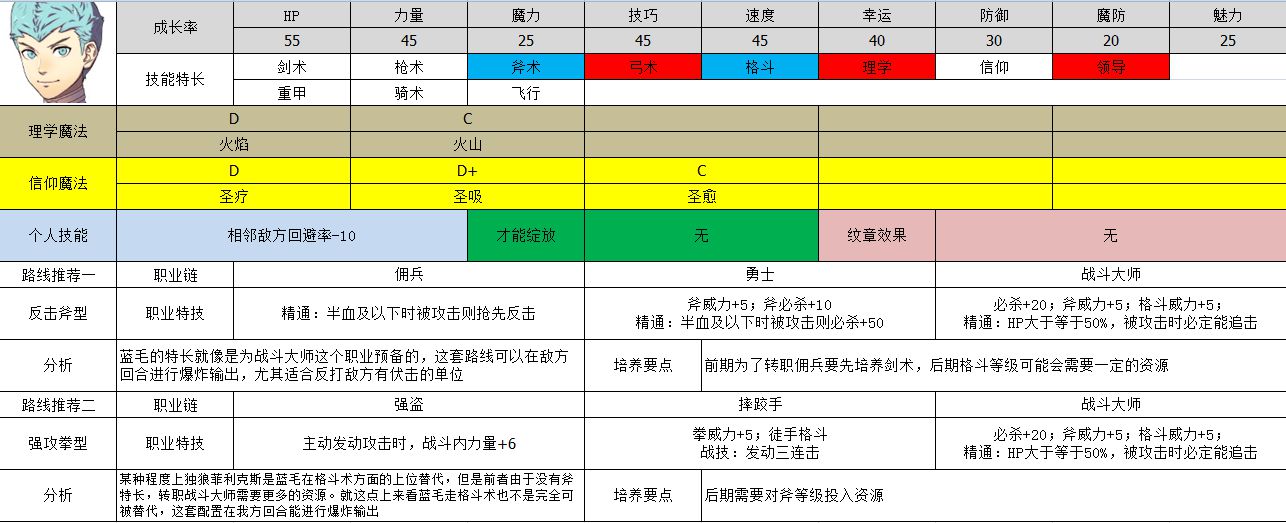 成长率 HP 力量 魔力 技巧 速度 幸运 防御 魔防 魅力
55 45 25 45 45 40 30 20 25
技能特长 剑术 枪术 斧术 弓术 格斗 理学 信仰 领导
重甲 骑术 飞行
理学魔法 D C
火焰 火山
信仰魔法 D D+ C
圣疗 圣吸 圣愈
个人技能 相邻敌方回避率-10 才能绽放 无 纹章效果 无
路线推荐一 职业链 佣兵 勇士 战斗大师
反击斧型 职业特技 精通：半血及以下时被攻击则抢先反击
斧威力+5；斧必杀+10
精通：半血及以下时被攻击则必杀+50
必杀+20；斧威力+5；格斗威力+5；
精通：HP大于等于50%，被攻击时必定能追击
分析
蓝毛的特长就像是为战斗大师这个职业预备的，这套路线可以在敌方
回合进行爆炸输出，尤其适合反打敌方有伏击的单位
培养要点 前期为了转职佣兵要先培养剑术，后期格斗等级可能会需要一定的资源
路线推荐二 职业链 强盗 摔跤手 战斗大师
强攻拳型 职业特技 主动发动攻击时，战斗内力量+6
拳威力+5；徒手格斗
战技：发动三连击
必杀+20；斧威力+5；格斗威力+5；
精通：HP大于等于50%，被攻击时必定能追击
分析
某种程度上独狼菲利克斯是蓝毛在格斗术方面的上位替代，但是前者由于没有斧
特长，转职战斗大师需要更多的资源。就这点上来看蓝毛走格斗术也不是完全可
被替代，这套配置在我方回合能进行爆炸输出
培养要点 后期需要对斧等级投入资源